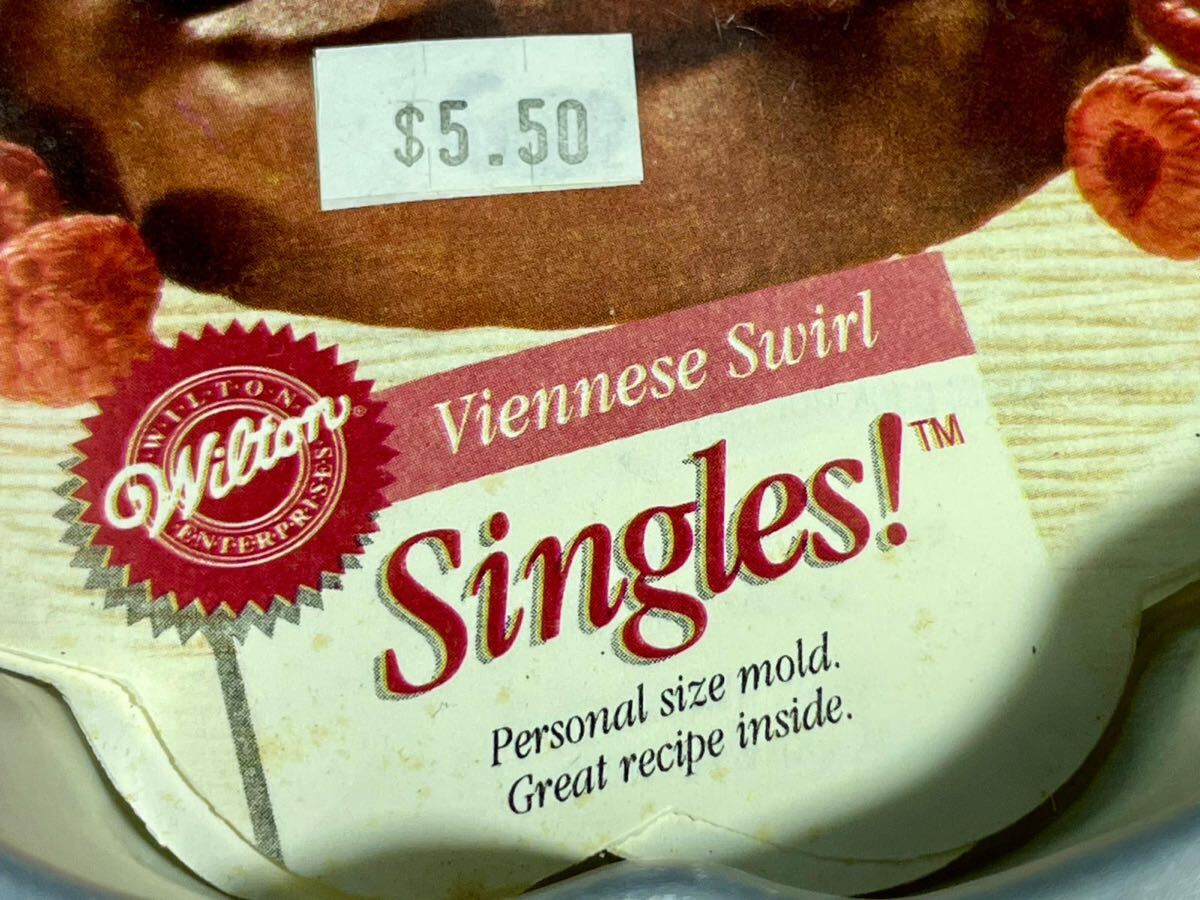 $5.50
Viennese Swirl
WILTON
Wilton®
ENTERPRISES
Singles!™
Personal size mold.
Great recipe inside.